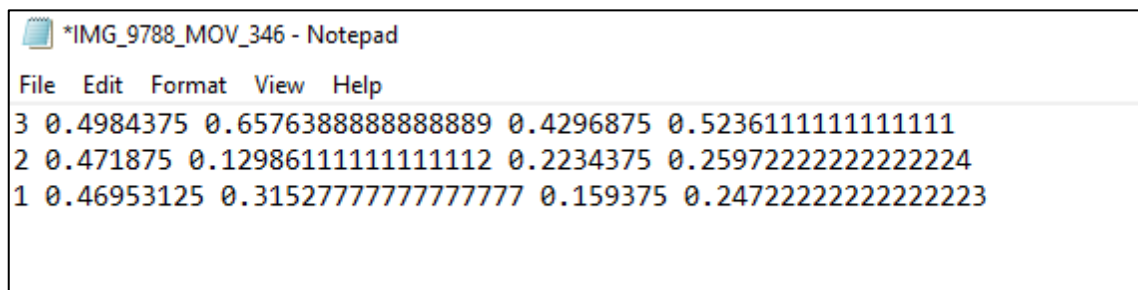 *IMG_9788_MOV_346 - Notepad
File Edit Format View Help
3 0.4984375 0.6576388888888889 0.4296875 0.5236111111111111
2 0.471875 0.12986111111111112 0.2234375 0.25972222222222224
1 0.46953125 0.31527777777777777 0.159375 0.24722222222222223